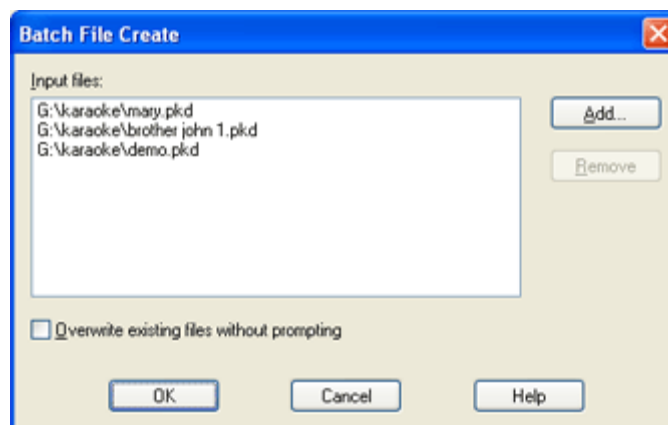 Batch File Create
Input files:
G:\karaoke\mary.pkd
G:\karaoke\brother john 1.pkd
G:\karaoke\demo.pkd
Add...
Remove
Overwrite existing files without prompting
OK
Cancel
Help